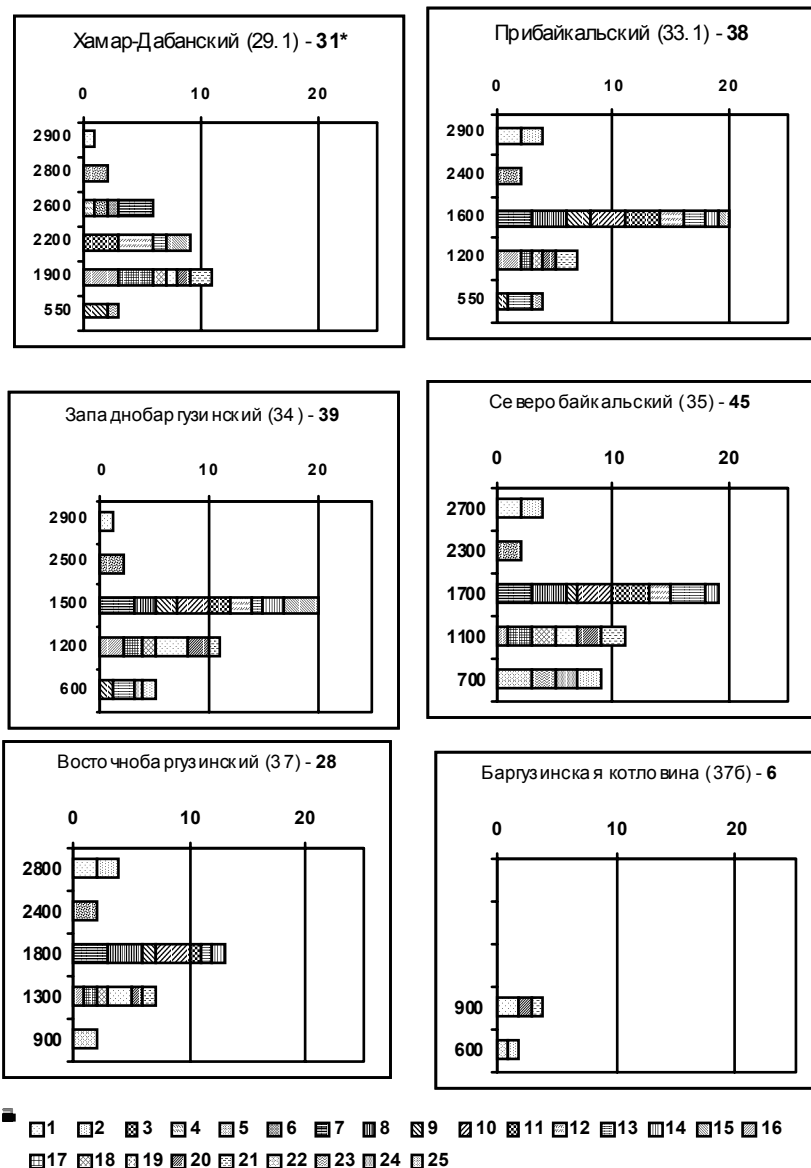 Хамар-Дабанский (29.1) - 31*
0 10 20
2900
2800
2600
2200
1900
550
Прибайкальский (33.1) - 38
0 10 20
2900
2400
1600
1200
550
Западнобаргузинский (34) - 39
0 10 20
2900
2500
1500
1200
600
Северобайкальский (35) - 45
0 10 20
2700
2300
1700
1100
700
Восточнобаргузинский (37) - 28
0 10 20
2800
2400
1800
1300
900
Баргузинская котловина (37б) - 6
0 10 20
900
600
1 2 3 4 5 6 7 8 9 10 11 12 13 14 15 16
17 18 19 20 21 22 23 24 25